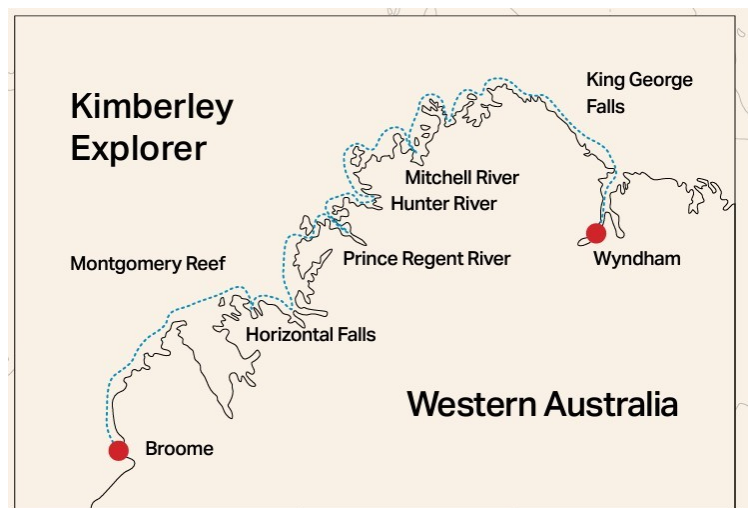 Kimberley
Explorer
King George
Falls
Mitchell River
Hunter River
Prince Regent River
Wyndham
Montgomery Reef
Horizontal Falls
Western Australia
Broome